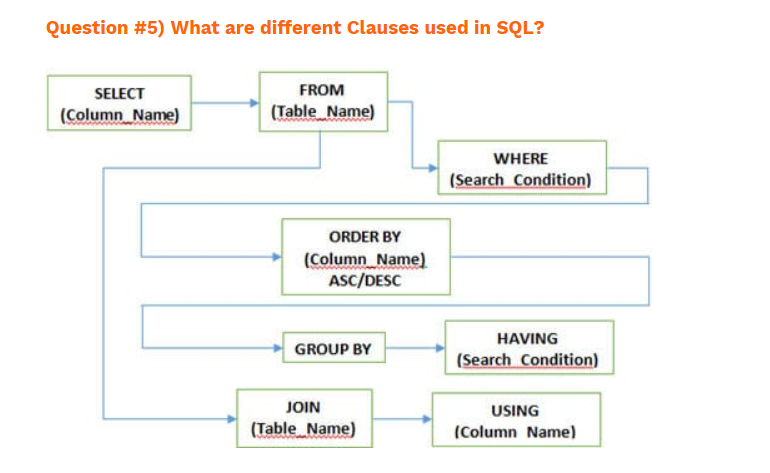 Question #5) What are different Clauses used in SQL?
SELECT
(Column_Name)
FROM
(Table_Name)
WHERE
(Search_Condition)
ORDER BY
(Column_Name)
ASC/DESC
GROUP BY
HAVING
(Search_Condition)
JOIN
(Table_Name)
USING
(Column_Name)